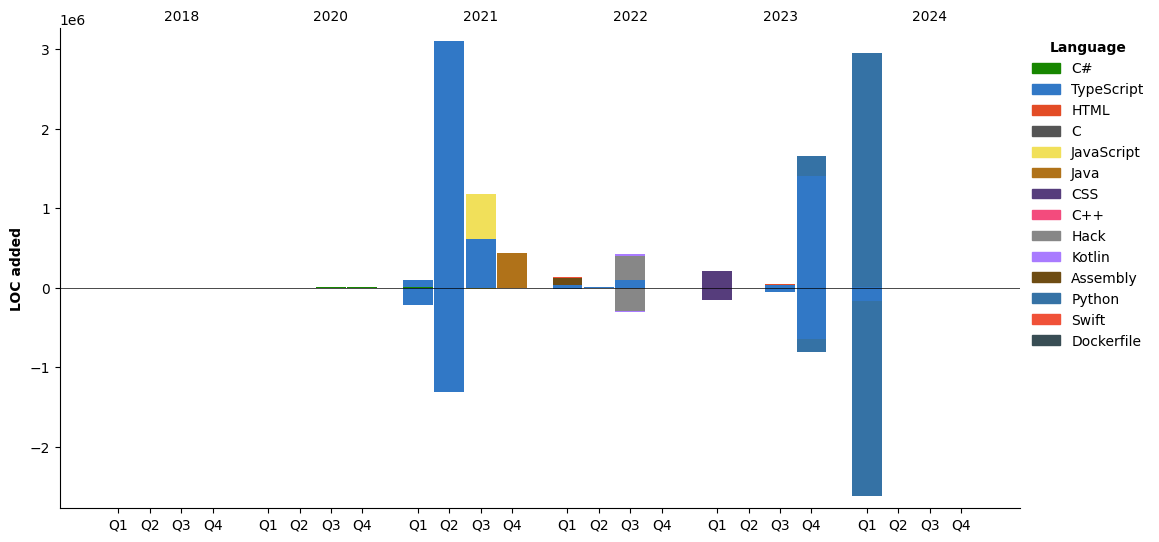 1e6
2018 2020 2021 2022 2023 2024
3
2
1
0
−1
−2
LOC added
Q1 Q2 Q3 Q4 Q1 Q2 Q3 Q4 Q1 Q2 Q3 Q4 Q1 Q2 Q3 Q4 Q1 Q2 Q3 Q4 Q1 Q2 Q3 Q4
Language
C#
TypeScript
HTML
C
JavaScript
Java
CSS
C++
Hack
Kotlin
Assembly
Python
Swift
Dockerfile